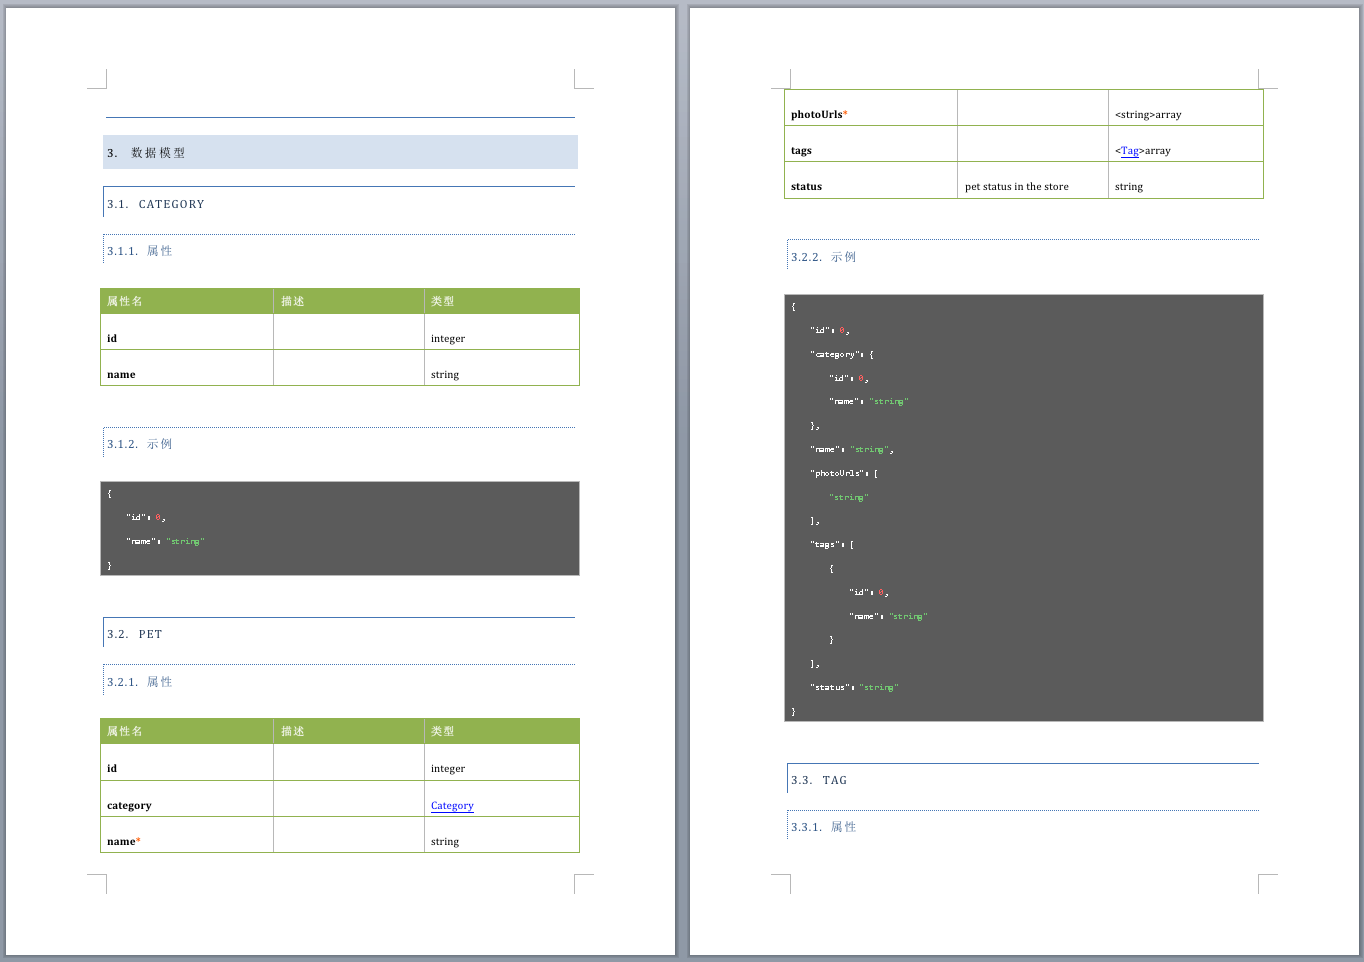 3. 数据模型
3.1. CATEGORY
3.1.1. 属性
属性名 描述 类型
id integer
name string
3.1.2. 示例
{
"id": 0,
"name": "string"
}
3.2. PET
3.2.1. 属性
属性名 描述 类型
id integer
category Category
name* string
photoUrls* <string>array
tags <Tag>array
status pet status in the store string
3.2.2. 示例
{
"id": 0,
"category": {
"id": 0,
"name": "string"
},
"name": "string",
"photoUrls": [
"string"
],
"tags": [
{
"id": 0,
"name": "string"
}
],
"status": "string"
}
3.3. TAG
3.3.1. 属性